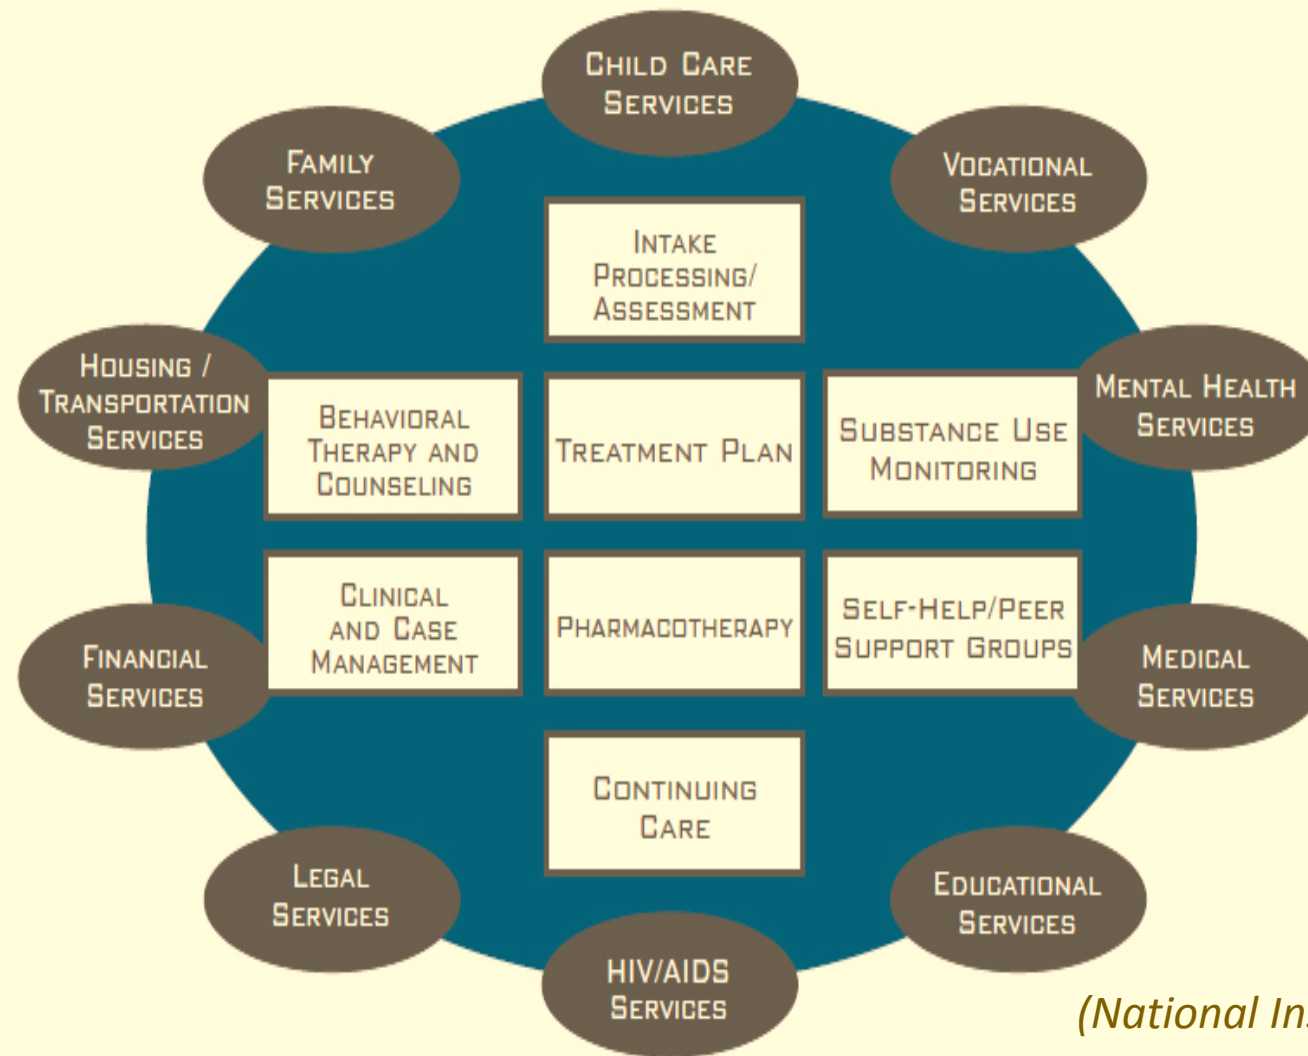 CHILD CARE
SERVICES
FAMILY
SERVICES
VOCATIONAL
SERVICES
INTAKE
PROCESSING/
ASSESSMENT
HOUSING /
TRANSPORTATION
SERVICES
BEHAVIORAL
THERAPY AND
COUNSELING
TREATMENT PLAN
SUBSTANCE USE
MONITORING
MENTAL HEALTH
SERVICES
FINANCIAL
SERVICES
CLINICAL
AND CASE
MANAGEMENT
PHARMACOTHERAPY
SELF-HELP/PEER
SUPPORT GROUPS
MEDICAL
SERVICES
CONTINUING
CARE
LEGAL
SERVICES
HIV/AIDS
SERVICES
EDUCATIONAL
SERVICES
(National